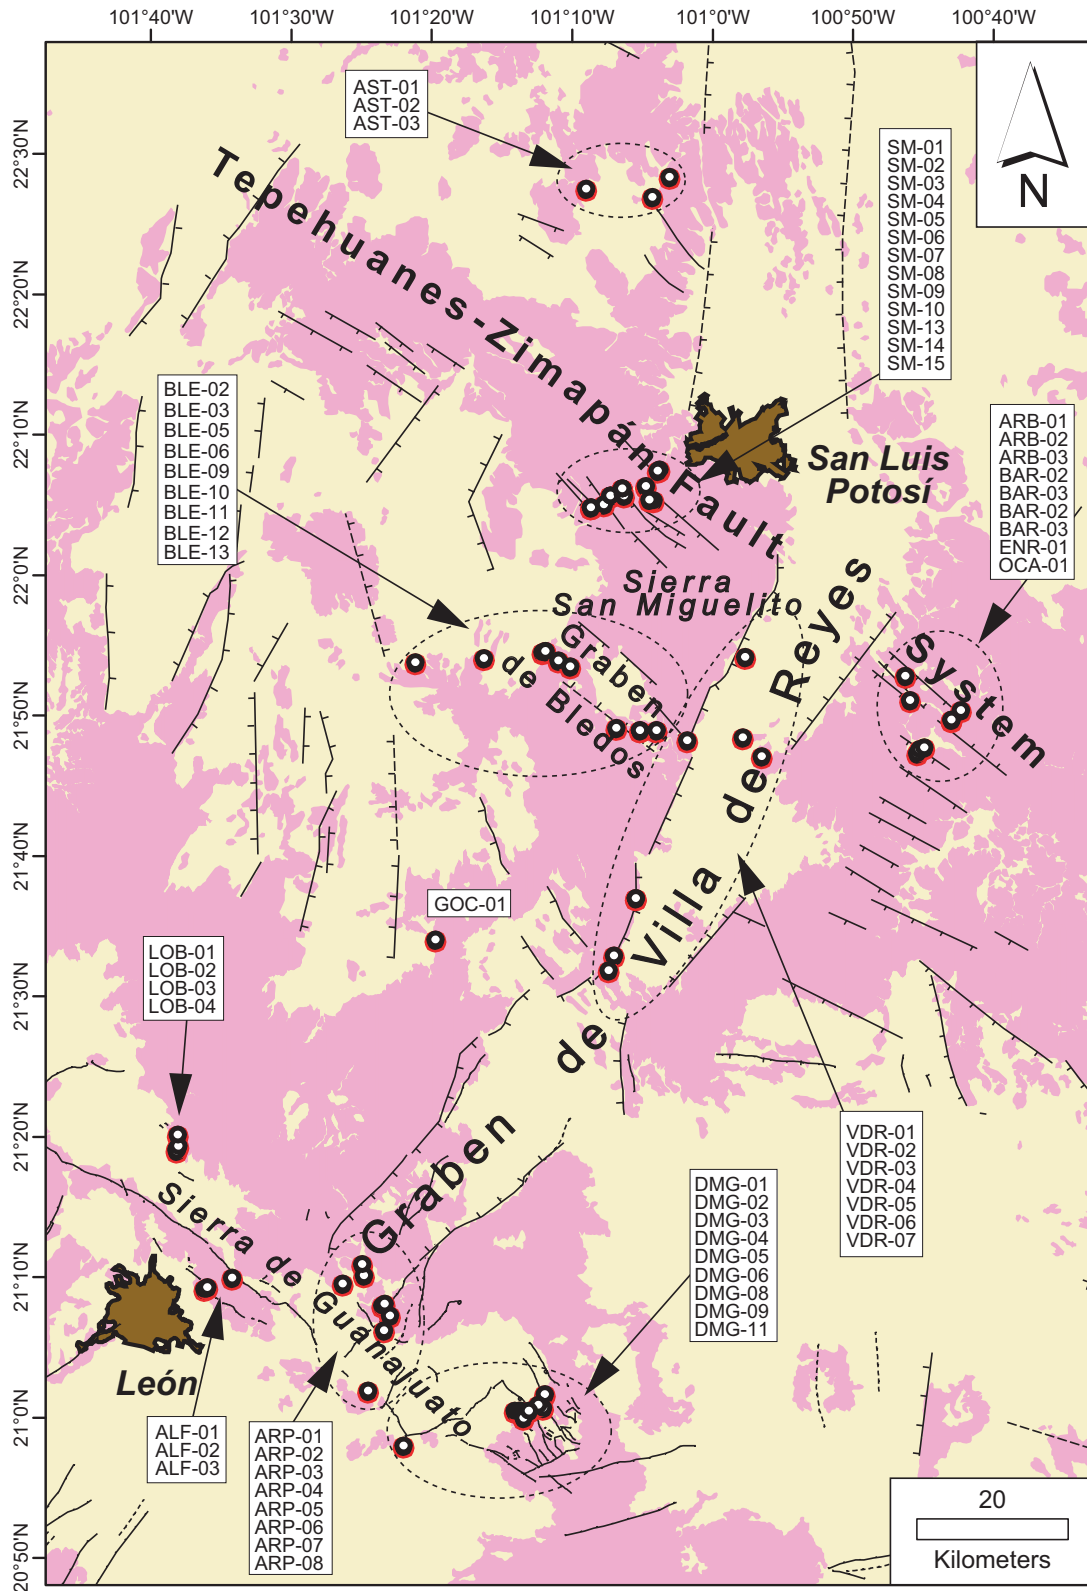 101°40'W 101°30'W 101°20'W 101°10'W 101°0'W 100°50'W 100°40'W
22°30'N
22°20'N
22°10'N
22°0'N
21°50'N
21°40'N
21°30'N
21°20'N
21°10'N
21°0'N
20°50'N
N
AST-01
AST-02
AST-03
SM-01
SM-02
SM-03
SM-04
SM-05
SM-06
SM-07
SM-08
SM-09
SM-10
SM-13
SM-14
SM-15
Tepehuanes-Zimapán Fault System
BLE-02
BLE-03
BLE-05
BLE-06
BLE-09
BLE-10
BLE-11
BLE-12
BLE-13
San Luis
Potosí
ARB-01
ARB-02
ARB-03
BAR-02
BAR-03
BAR-02
BAR-03
ENR-01
OCA-01
Sierra
San Miguelito
Graben
de Bledos
Graben de Villa de Reyes
GOC-01
LOB-01
LOB-02
LOB-03
LOB-04
VDR-01
VDR-02
VDR-03
VDR-04
VDR-05
VDR-06
VDR-07
DMG-01
DMG-02
DMG-03
DMG-04
DMG-05
DMG-06
DMG-08
DMG-09
DMG-11
Sierra de Guanajuato
León
ALF-01
ALF-02
ALF-03
ARP-01
ARP-02
ARP-03
ARP-04
ARP-05
ARP-06
ARP-07
ARP-08
20
Kilometers